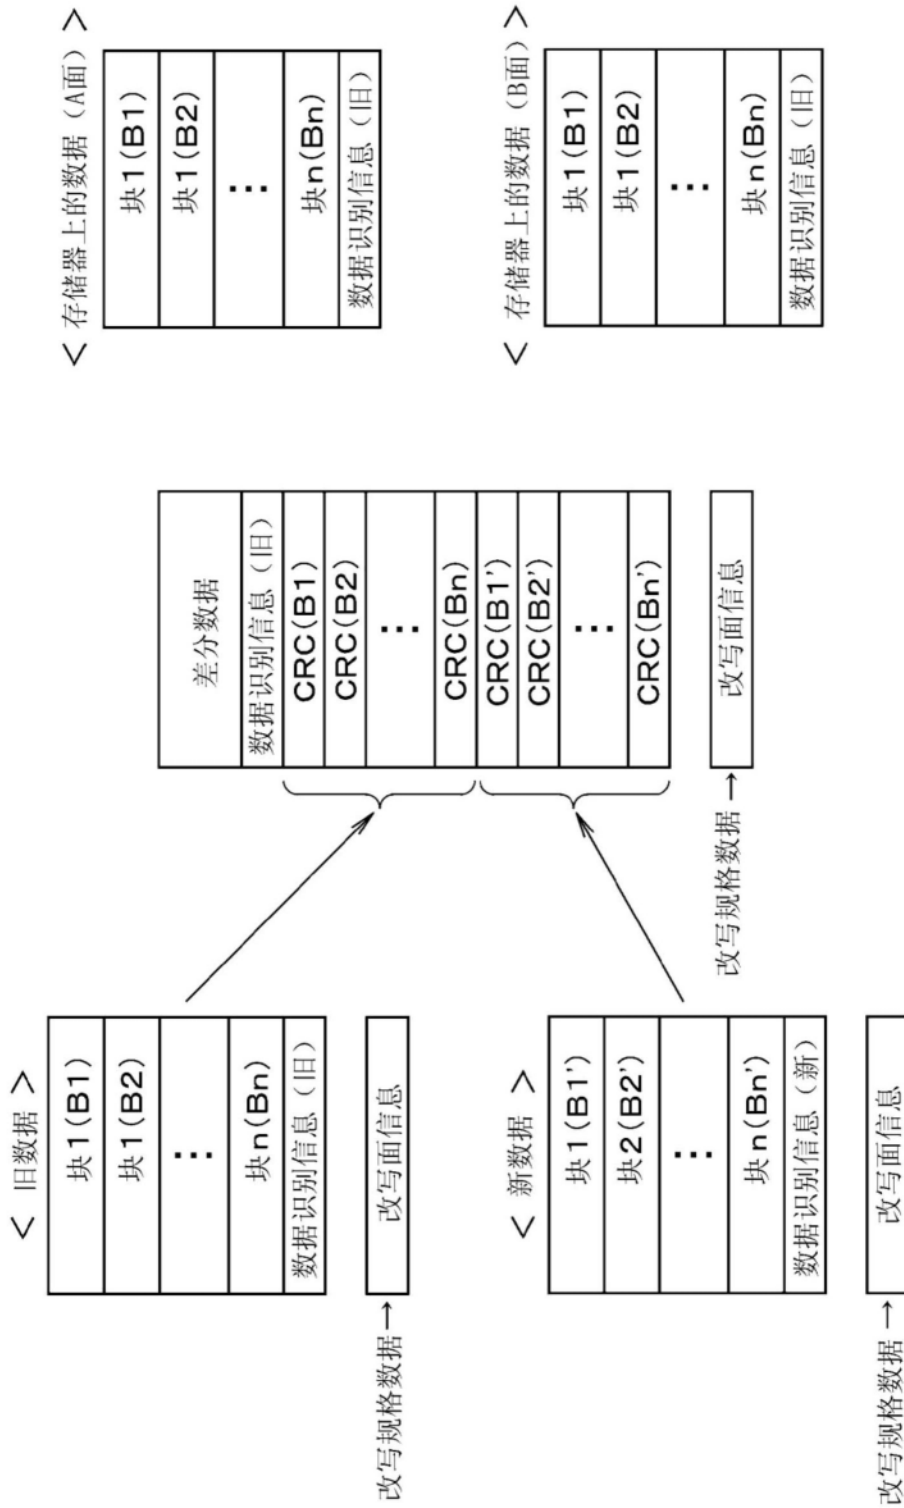 < 旧数据 >
块1(B1)
块1(B2)
⋯
块n(Bn)
数据识别信息（旧）
改写规格数据→
改写面信息
< 新数据 >
块1(B1')
块2(B2')
⋯
块n(Bn')
数据识别信息（新）
改写规格数据→
改写面信息
差分数据
数据识别信息（旧）
CRC(B1)
CRC(B2)
⋯
CRC(Bn)
CRC(B1')
CRC(B2')
⋯
CRC(Bn')
改写规格数据→
改写面信息
< 存储器上的数据（A面）>
块1(B1)
块1(B2)
⋯
块n(Bn)
数据识别信息（旧）
< 存储器上的数据（B面）>
块1(B1)
块1(B2)
⋯
块n(Bn)
数据识别信息（旧）